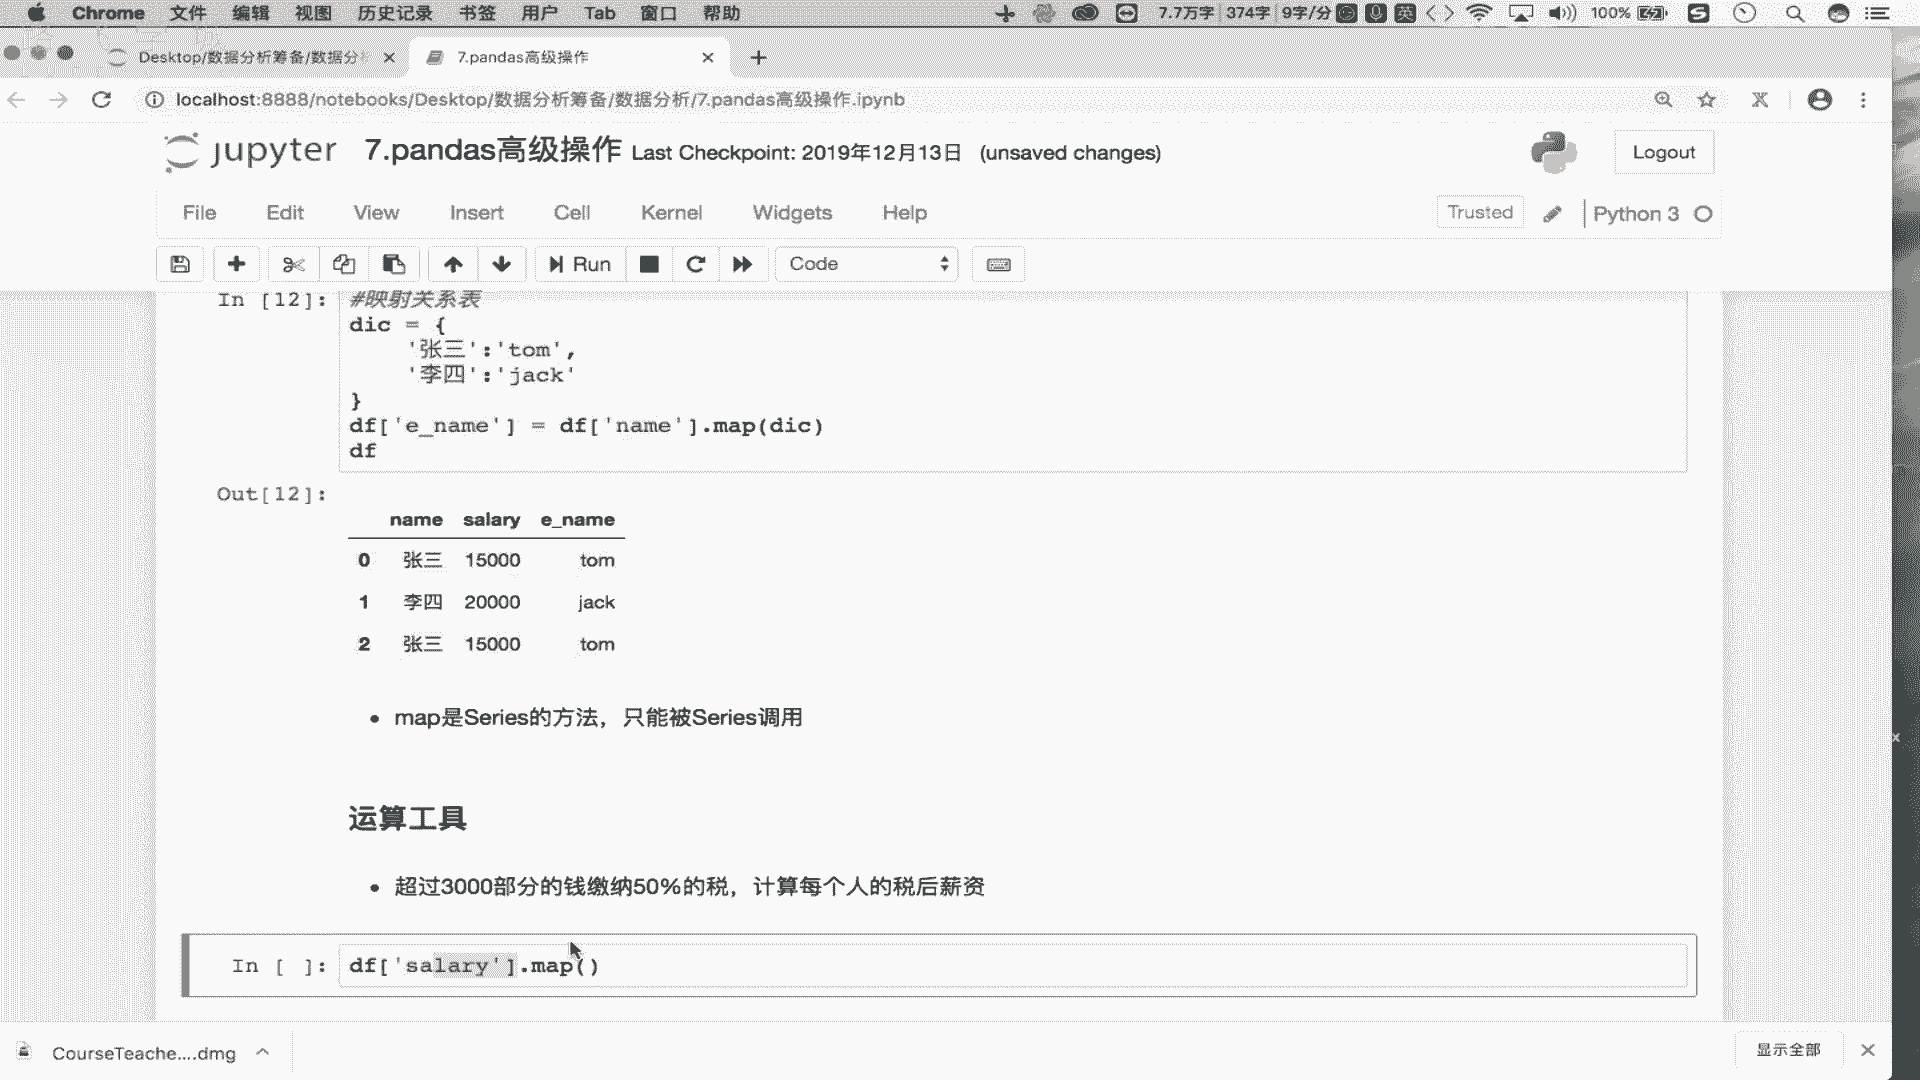 Chrome 文件 编辑 视图 历史记录 书签 用户 Tab 窗口 帮助 7.7万字 374字 9字/分 英 100%
Desktop/数据分析筹备/数据分 7.pandas高级操作
localhost:8888/notebooks/Desktop/数据分析筹备/数据分析/7.pandas高级操作.ipynb
jupyter 7.pandas高级操作 Last Checkpoint: 2019年12月13日 (unsaved changes) Logout
File Edit View Insert Cell Kernel Widgets Help Trusted Python 3
Run Code
In [12]: #映射关系表
dic = {
'张三':'tom',
'李四':'jack'
}
df['e_name'] = df['name'].map(dic)
df
Out[12]:
name salary e_name
0 张三 15000 tom
1 李四 20000 jack
2 张三 15000 tom
• map是Series的方法，只能被Series调用
运算工具
• 超过3000部分的钱缴纳50%的税，计算每个人的税后薪资
In [ ]: df['salary'].map()
CourseTeache....dmg 显示全部